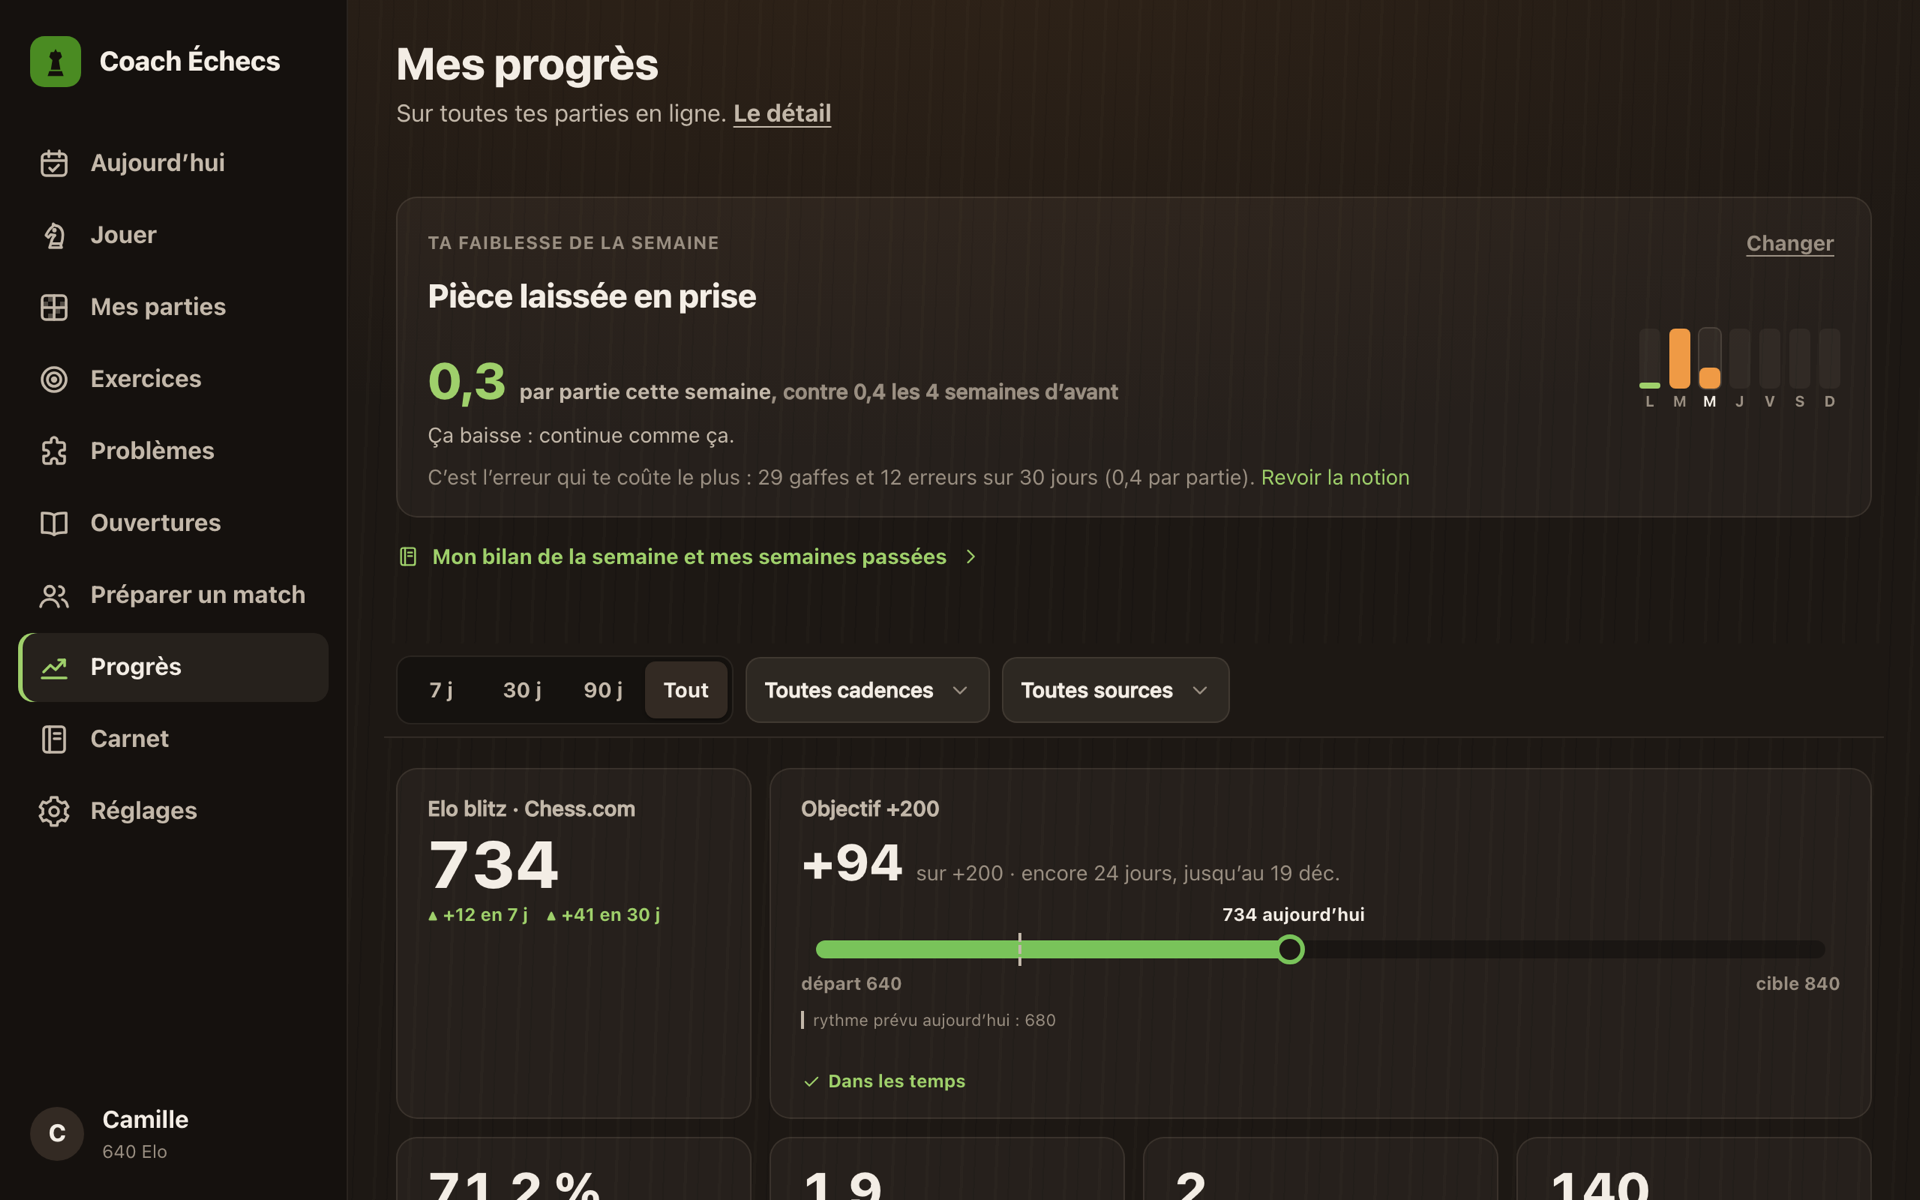 Coach Échecs
Aujourd’hui
Jouer
Mes parties
Exercices
Problèmes
Ouvertures
Préparer un match
Progrès
Carnet
Réglages
C
Camille
640 Elo
Mes progrès
Sur toutes tes parties en ligne. Le détail
TA FAIBLESSE DE LA SEMAINE
Changer
Pièce laissée en prise
0,3 par partie cette semaine, contre 0,4 les 4 semaines d’avant
Ça baisse : continue comme ça.
C’est l’erreur qui te coûte le plus : 29 gaffes et 12 erreurs sur 30 jours (0,4 par partie). Revoir la notion
L M M J V S D
Mon bilan de la semaine et mes semaines passées
7 j 30 j 90 j Tout Toutes cadences Toutes sources
Elo blitz · Chess.com
734
▲ +12 en 7 j ▲ +41 en 30 j
Objectif +200
+94 sur +200 · encore 24 jours, jusqu’au 19 déc.
734 aujourd’hui
départ 640 cible 840
rythme prévu aujourd’hui : 680
Dans les temps
71,2 % 1,9 2 140